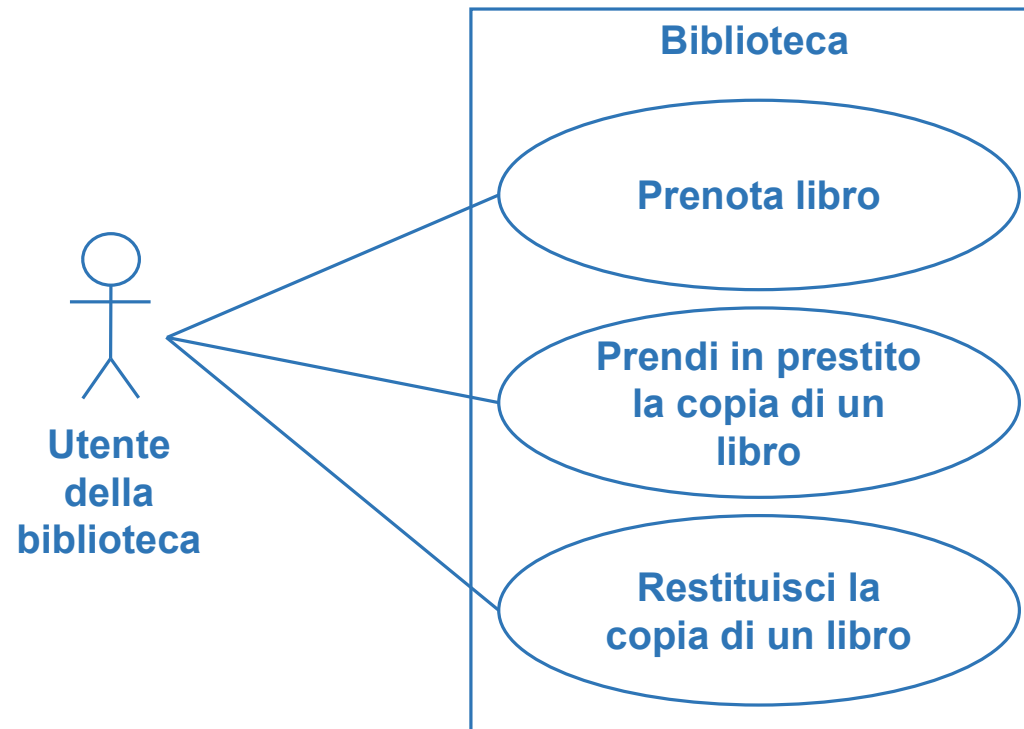 Biblioteca
Prenota libro
Prendi in prestito
la copia di un
libro
Utente
della
biblioteca
Restituisci la
copia di un libro